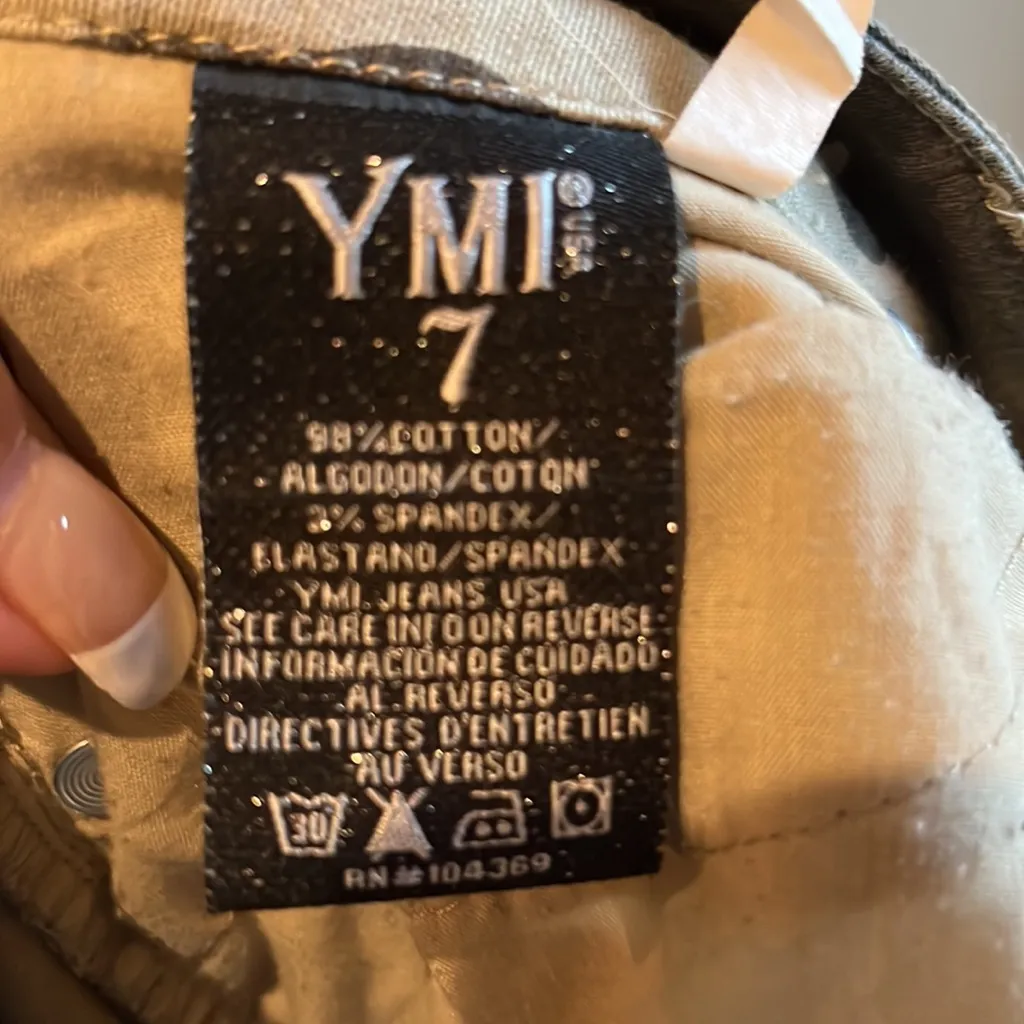 YMI® USA
7
98%COTTON/
ALGODON/COTON
2% SPANDEX/
ELASTANO/SPANDEX
YMI JEANS USA
SEE CARE INFO ON REVERSE
INFORMACIÓN DE CUIDADO
AL REVERSO
DIRECTIVES D'ENTRETIEN
AU VERSO
30
RN#104369